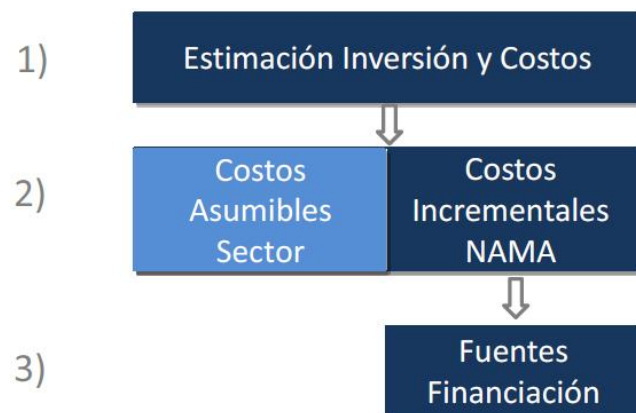 1)
Estimación Inversión y Costos
2)
Costos
Asumibles
Sector
Costos
Incrementales
NAMA
3)
Fuentes
Financiación